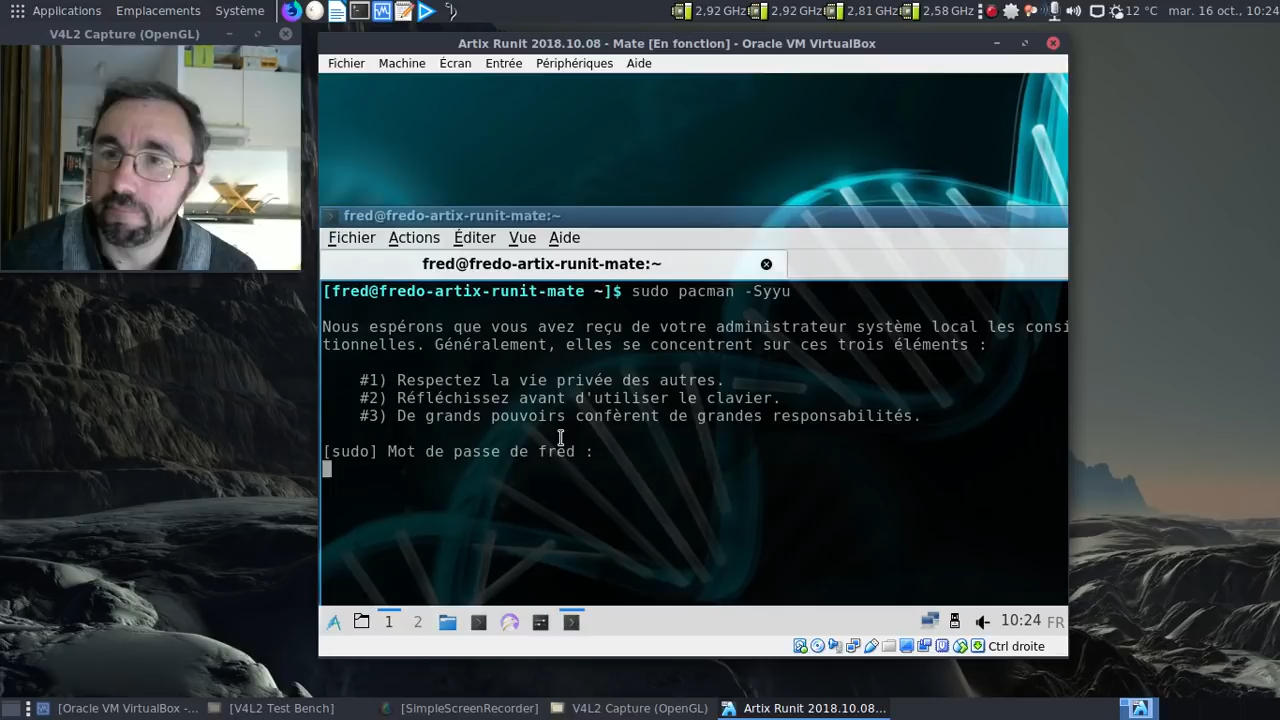 Applications Emplacements Système 2,92 GHz 2,92 GHz 2,81 GHz 2,58 GHz 12 °C mar. 16 oct., 10:24
V4L2 Capture (OpenGL)
Artix Runit 2018.10.08 - Mate [En fonction] - Oracle VM VirtualBox
Fichier Machine Écran Entrée Périphériques Aide
fred@fredo-artix-runit-mate:~
Fichier Actions Éditer Vue Aide
fred@fredo-artix-runit-mate:~
[fred@fredo-artix-runit-mate ~]$ sudo pacman -Syyu
Nous espérons que vous avez reçu de votre administrateur système local les consi
tionnelles. Généralement, elles se concentrent sur ces trois éléments :
#1) Respectez la vie privée des autres.
#2) Réfléchissez avant d'utiliser le clavier.
#3) De grands pouvoirs confèrent de grandes responsabilités.
[sudo] Mot de passe de fred :
1 2 10:24 FR
Ctrl droite
[Oracle VM VirtualBox -... [V4L2 Test Bench] [SimpleScreenRecorder] V4L2 Capture (OpenGL) Artix Runit 2018.10.08...